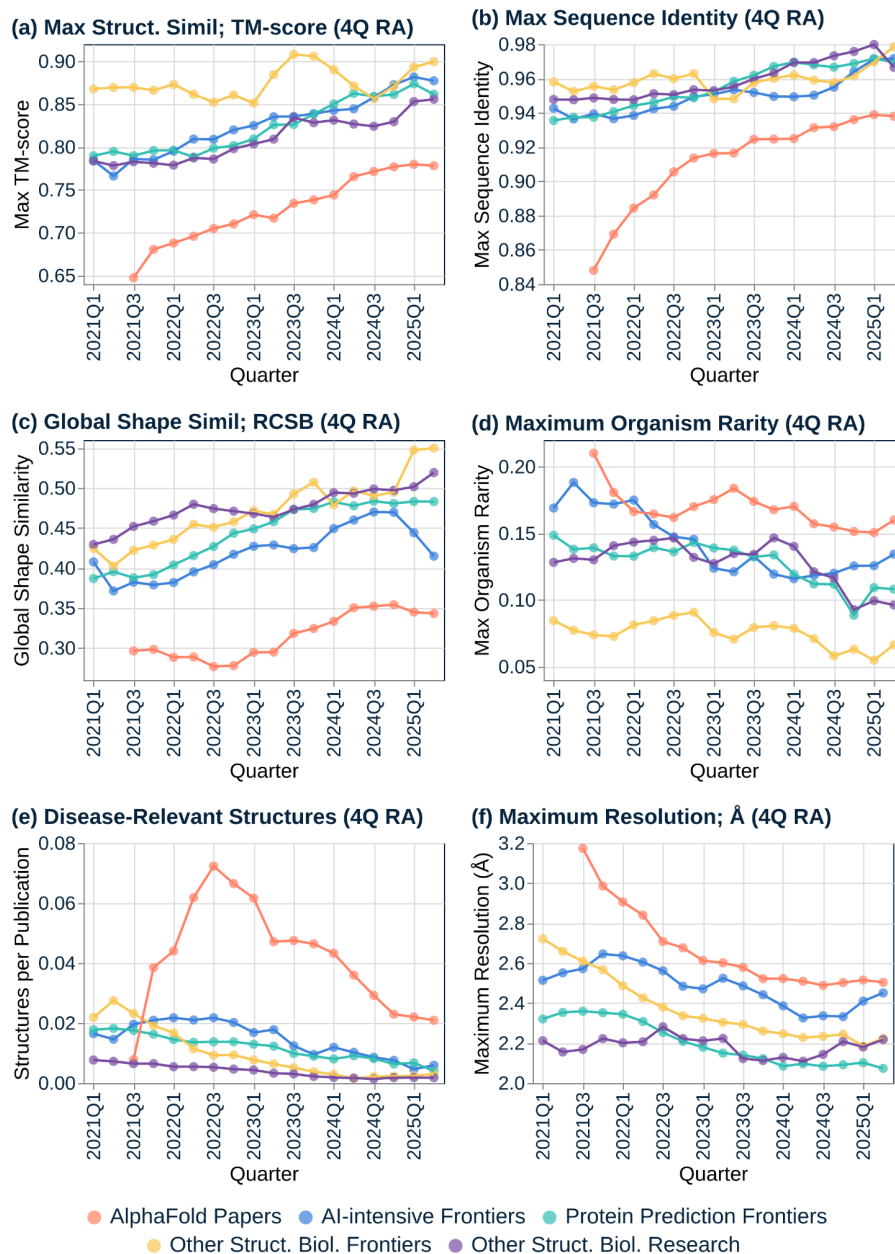 (a) Max Struct. Simil; TM-score (4Q RA)
Max TM-score
0.90
0.85
0.80
0.75
0.70
0.65
2021Q1
2021Q3
2022Q1
2022Q3
2023Q1
2023Q3
2024Q1
2024Q3
2025Q1
Quarter
(b) Max Sequence Identity (4Q RA)
Max Sequence Identity
0.98
0.96
0.94
0.92
0.90
0.88
0.86
0.84
2021Q1
2021Q3
2022Q1
2022Q3
2023Q1
2023Q3
2024Q1
2024Q3
2025Q1
Quarter
(c) Global Shape Simil; RCSB (4Q RA)
Global Shape Similarity
0.55
0.50
0.45
0.40
0.35
0.30
2021Q1
2021Q3
2022Q1
2022Q3
2023Q1
2023Q3
2024Q1
2024Q3
2025Q1
Quarter
(d) Maximum Organism Rarity (4Q RA)
Max Organism Rarity
0.20
0.15
0.10
0.05
2021Q1
2021Q3
2022Q1
2022Q3
2023Q1
2023Q3
2024Q1
2024Q3
2025Q1
Quarter
(e) Disease-Relevant Structures (4Q RA)
Structures per Publication
0.08
0.06
0.04
0.02
0.00
2021Q1
2021Q3
2022Q1
2022Q3
2023Q1
2023Q3
2024Q1
2024Q3
2025Q1
Quarter
(f) Maximum Resolution; Å (4Q RA)
Maximum Resolution (Å)
3.2
3.0
2.8
2.6
2.4
2.2
2.0
2021Q1
2021Q3
2022Q1
2022Q3
2023Q1
2023Q3
2024Q1
2024Q3
2025Q1
Quarter
AlphaFold Papers
AI-intensive Frontiers
Protein Prediction Frontiers
Other Struct. Biol. Frontiers
Other Struct. Biol. Research